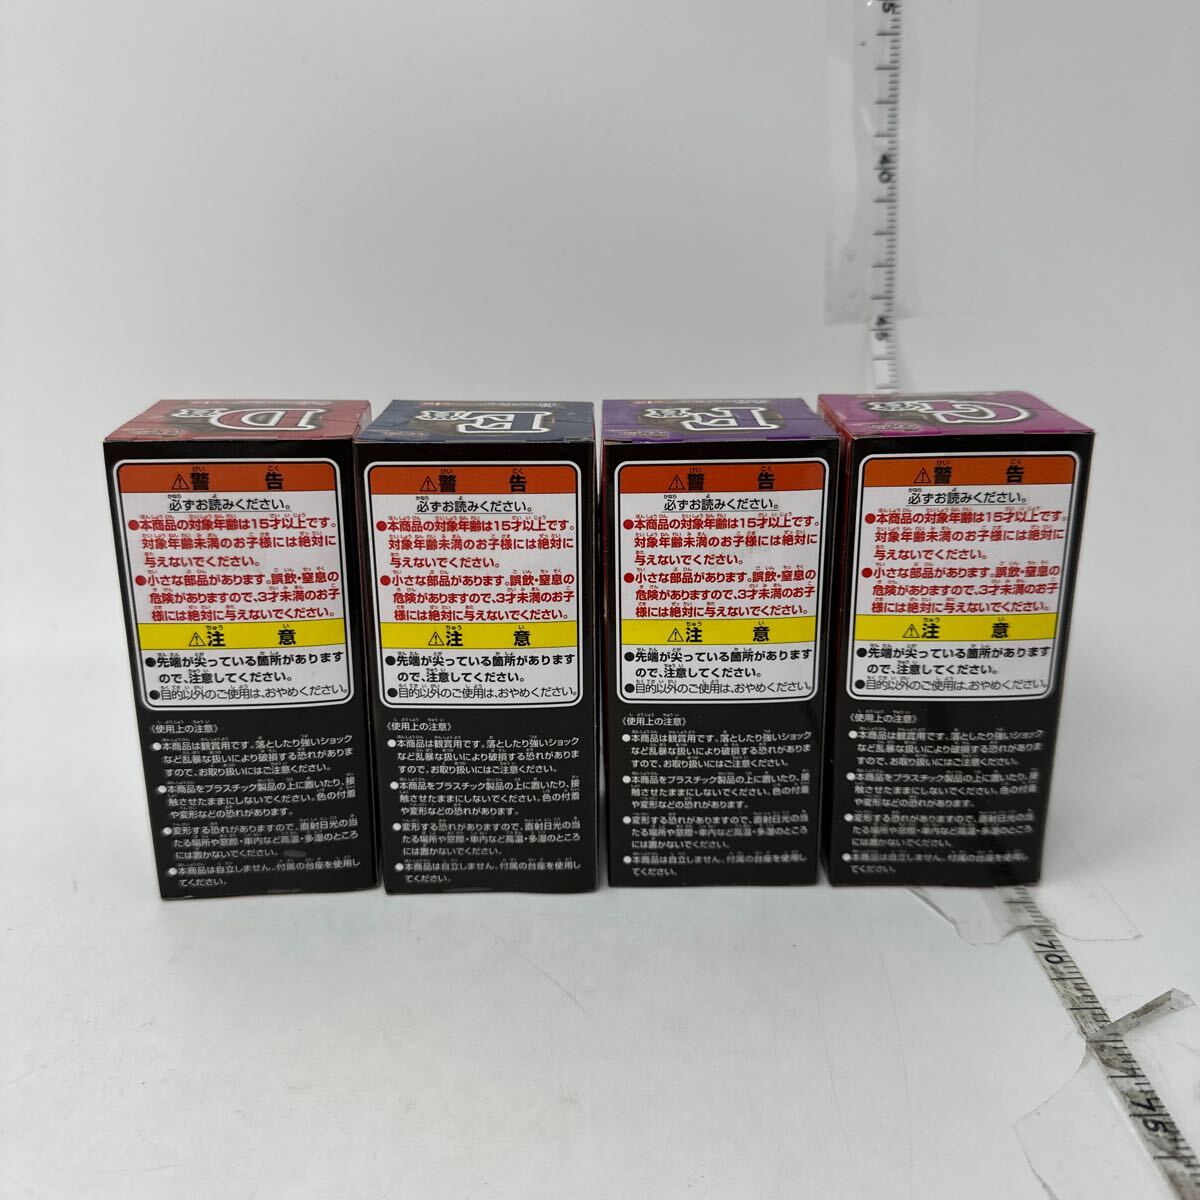 D賞
⚠警告
必ずお読みください。
●本商品の対象年齢は15才以上です。
対象年齢未満のお子様には絶対に
与えないでください。
●小さな部品があります。誤飲・窒息の
危険がありますので、3才未満のお子
様には絶対に与えないでください。
⚠注意
●先端が尖っている箇所があります
ので、注意してください。
●目的以外のご使用は、おやめください。
《使用上の注意》
●本商品は観賞用です。落としたり強いショック
など乱暴な扱いにより破損する恐れがありま
すので、お取り扱いにはご注意ください。
●本商品をプラスチック製品の上に置いたり、接
触させたままにしないでください。色の付着
や変形などの恐れがあります。
●変形する恐れがありますので、直射日光の当
たる場所や窓際・車内など高温・多湿のところ
には置かないでください。
●本商品は自立しません。付属の台座を使用し
てください。
賞
⚠警告
必ずお読みください。
●本商品の対象年齢は15才以上です。
対象年齢未満のお子様には絶対に
与えないでください。
●小さな部品があります。誤飲・窒息の
危険がありますので、3才未満のお子
様には絶対に与えないでください。
⚠注意
●先端が尖っている箇所があります
ので、注意してください。
●目的以外のご使用は、おやめください。
《使用上の注意》
●本商品は観賞用です。落としたり強いショック
など乱暴な扱いにより破損する恐れがありま
すので、お取り扱いにはご注意ください。
●本商品をプラスチック製品の上に置いたり、接
触させたままにしないでください。色の付着
や変形などの恐れがあります。
●変形する恐れがありますので、直射日光の当
たる場所や窓際・車内など高温・多湿のところ
には置かないでください。
●本商品は自立しません。付属の台座を使用し
てください。
賞
⚠警告
必ずお読みください。
●本商品の対象年齢は15才以上です。
対象年齢未満のお子様には絶対に
与えないでください。
●小さな部品があります。誤飲・窒息の
危険がありますので、3才未満のお子
様には絶対に与えないでください。
⚠注意
●先端が尖っている箇所があります
ので、注意してください。
●目的以外のご使用は、おやめください。
《使用上の注意》
●本商品は観賞用です。落としたり強いショック
など乱暴な扱いにより破損する恐れがありま
すので、お取り扱いにはご注意ください。
●本商品をプラスチック製品の上に置いたり、接
触させたままにしないでください。色の付着
や変形などの恐れがあります。
●変形する恐れがありますので、直射日光の当
たる場所や窓際・車内など高温・多湿のところ
には置かないでください。
●本商品は自立しません。付属の台座を使用し
てください。
G賞
⚠警告
必ずお読みください。
●本商品の対象年齢は15才以上です。
対象年齢未満のお子様には絶対に
与えないでください。
●小さな部品があります。誤飲・窒息の
危険がありますので、3才未満のお子
様には絶対に与えないでください。
⚠注意
●先端が尖っている箇所があります
ので、注意してください。
●目的以外のご使用は、おやめください。
《使用上の注意》
●本商品は観賞用です。落としたり強いショック
など乱暴な扱いにより破損する恐れがありま
すので、お取り扱いにはご注意ください。
●本商品をプラスチック製品の上に置いたり、接
触させたままにしないでください。色の付着
や変形などの恐れがあります。
●変形する恐れがありますので、直射日光の当
たる場所や窓際・車内など高温・多湿のところ
には置かないでください。
●本商品は自立しません。付属の台座を使用し
てください。
40
45
70
75